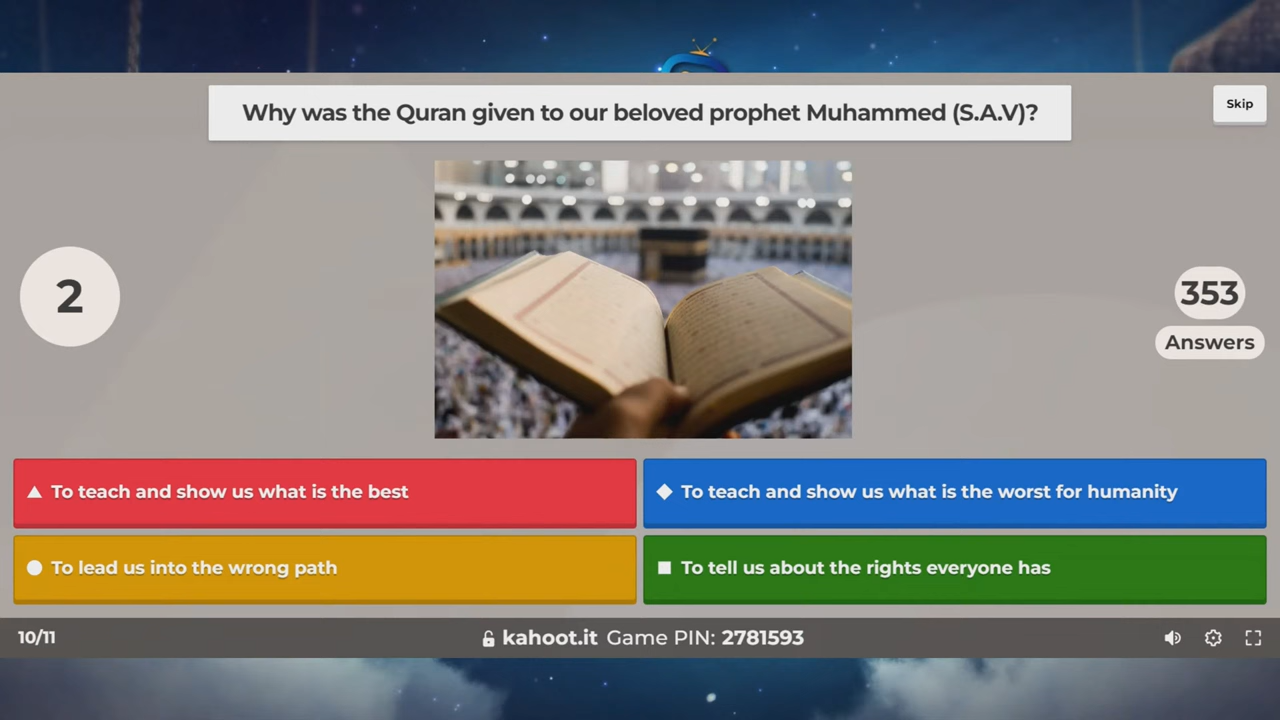 Why was the Quran given to our beloved prophet Muhammed (S.A.V)?
Skip
2
353
Answers
To teach and show us what is the best
To teach and show us what is the worst for humanity
To lead us into the wrong path
To tell us about the rights everyone has
10/11
kahoot.it Game PIN: 2781593